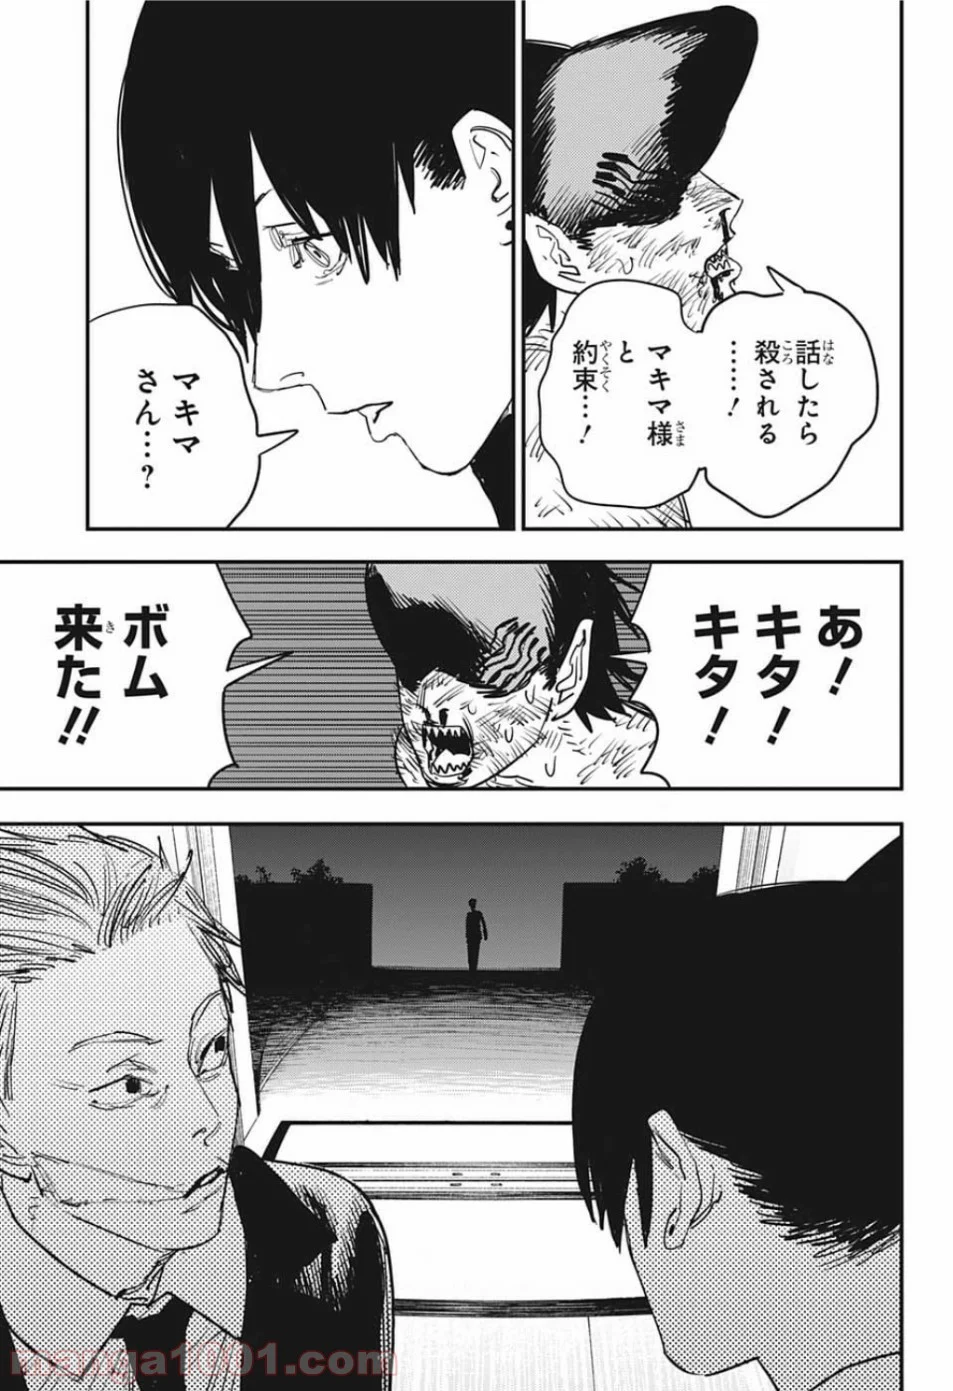 話したら
殺される
……！
マキマ様
と
約束…！
マキマ
さん…？
あ！
キタ！
キタ！
ボム
来た!!
manga1001.com